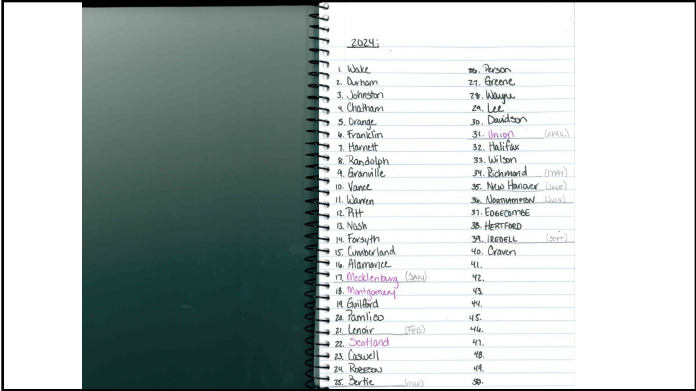 2024:
1. Wake
2. Durham
3. Johnston
4. Chatham
5. Orange
6. Franklin
7. Harnett
8. Randolph
9. Granville
10. Vance
11. Warren
12. Pitt
13. Nash
14. Forsyth
15. Cumberland
16. Alamance
17. Mecklenburg (JAN)
18. Montgomery
19. Guilford
20. Pamlico
21. Lenoir (FEB)
22. Scotland
23. Caswell
24. ROBESON
25. Bertie (MAR)
26. Person
27. Greene
28. Wayne
29. Lee
30. Davidson
31. Union (APRIL)
32. Halifax
33. Wilson
34. Richmond (MAY)
35. New Hanover (JUNE)
36. NORTHAMPTON (JULY)
37. EDGECOMBE
38. HERTFORD
39. IREDELL (SEPT)
40. Craven
41.
42.
43.
44.
45.
46.
47.
48.
49.
50.